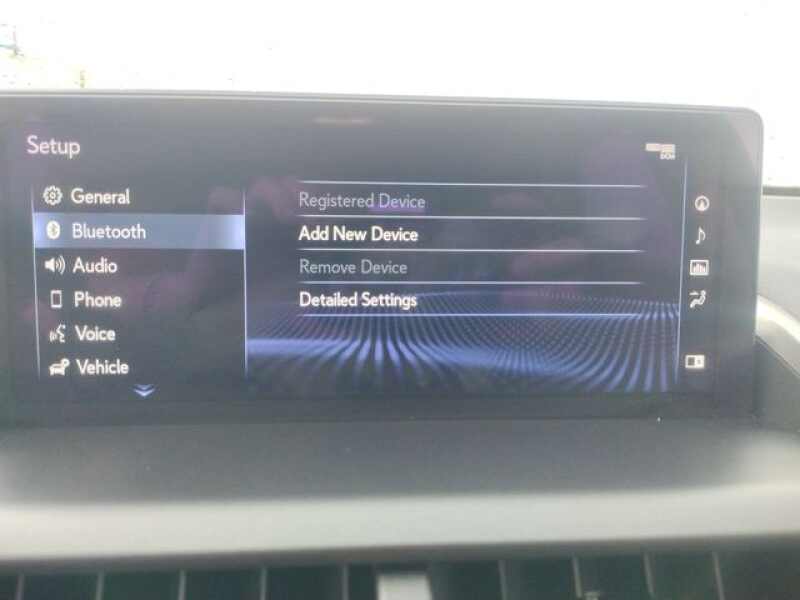 Setup
General
Bluetooth
Audio
Phone
Voice
Vehicle
Registered Device
Add New Device
Remove Device
Detailed Settings